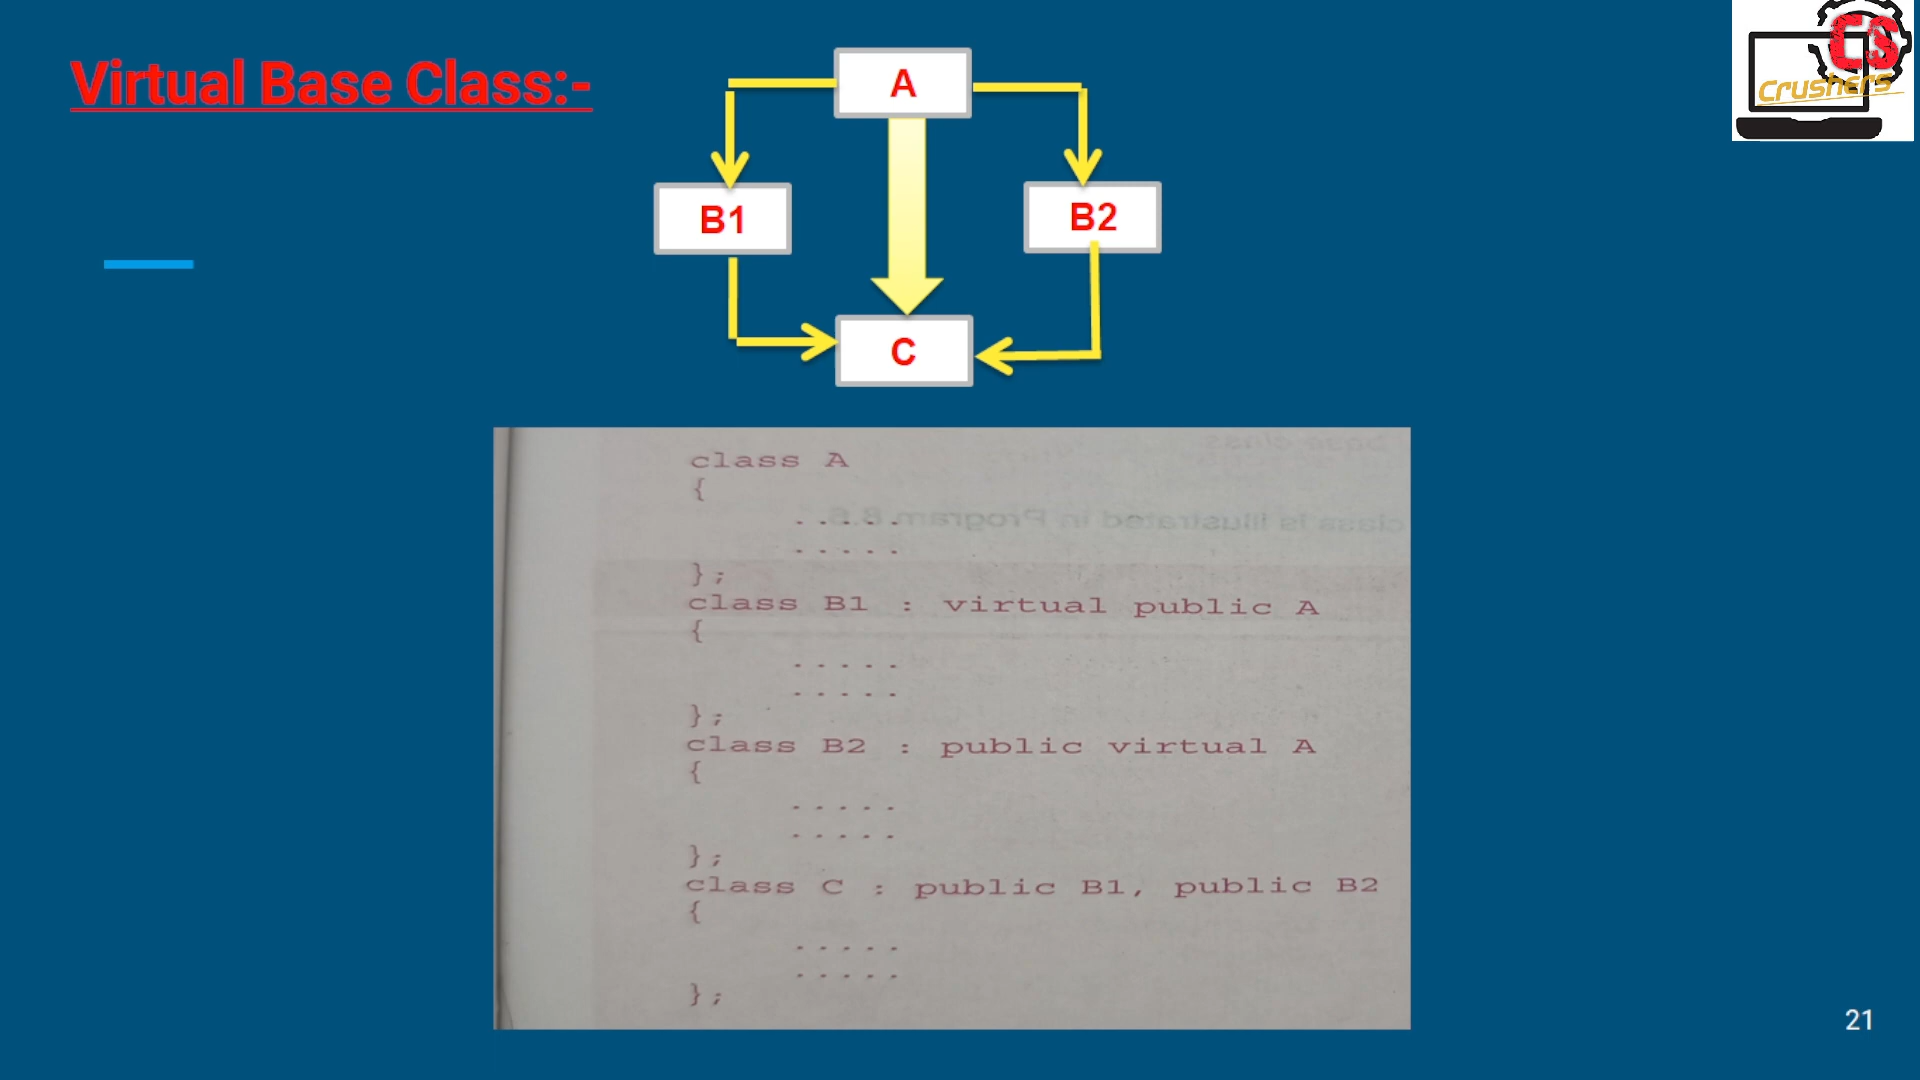 Virtual Base Class:-
A
B1
B2
C
CS
Crushers
class A
{
.....
.....
};
class B1 : virtual public A
{
.....
.....
};
class B2 : public virtual A
{
.....
.....
};
class C : public B1, public B2
{
.....
.....
};
21